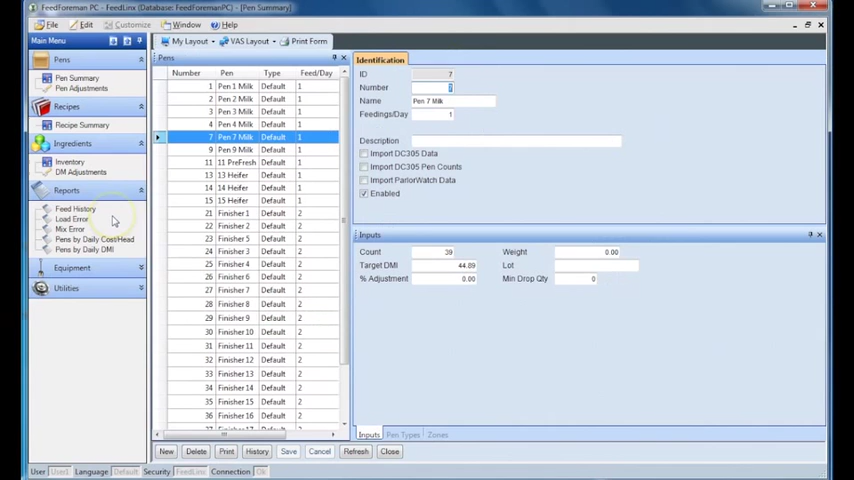 FeedForeman PC - FeedLinx (Database: FeedForemanPC) - [Pen Summary]
File Edit Customize Window Help
Main Menu
My Layout VAS Layout Print Form
Pens
Pen Summary
Pen Adjustments
Recipes
Recipe Summary
Ingredients
Inventory
DM Adjustments
Reports
Feed History
Load Error
Mix Error
Pens by Daily Cost/Head
Pens by Daily DMI
Equipment
Utilities
Pens
Number Pen Type Feed/Day
1 Pen 1 Milk Default 1
2 Pen 2 Milk Default 1
3 Pen 3 Milk Default 1
4 Pen 4 Milk Default 1
7 Pen 7 Milk Default 1
9 Pen 9 Milk Default 1
11 11 PreFresh Default 1
13 13 Heifer Default 1
14 14 Heifer Default 1
15 15 Heifer Default 1
21 Finisher 1 Default 2
22 Finisher 2 Default 2
23 Finisher 5 Default 2
24 Finisher 3 Default 2
25 Finisher 4 Default 2
26 Finisher 6 Default 2
27 Finisher 7 Default 2
28 Finisher 8 Default 2
29 Finisher 9 Default 2
30 Finisher 10 Default 2
31 Finisher 11 Default 2
32 Finisher 12 Default 2
33 Finisher 13 Default 2
34 Finisher 14 Default 2
35 Finisher 15 Default 2
36 Finisher 16 Default 2
37 Finisher 17 Default 2
Identification
ID 7
Number 7
Name Pen 7 Milk
Feedings/Day 1
Description
Import DC305 Data
Import DC305 Pen Counts
Import ParlorWatch Data
Enabled
Inputs
Count 39 Weight 0.00
Target DMI 44.89 Lot
% Adjustment 0.00 Min Drop Qty 0
Inputs Pen Types Zones
New Delete Print History Save Cancel Refresh Close
User User1 Language Default Security FeedLinx Connection Ok